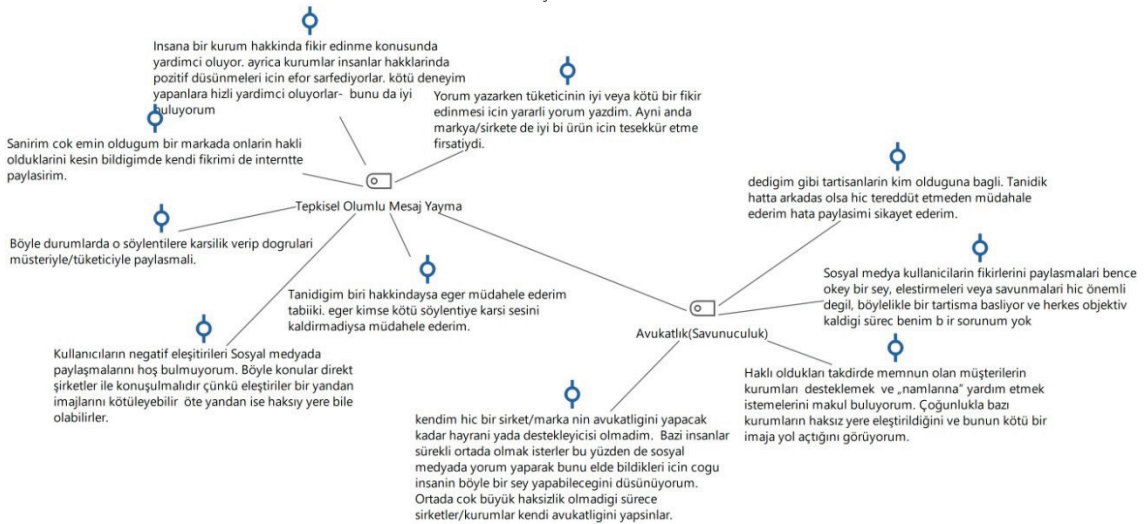 Insana bir kurum hakkinda fikir edinme konusunda
yardimci oluyor. ayrica kurumlar insanlar hakklarinda
pozitif düsünmeleri icin efor sarfediyorlar. kötü deneyim
yapanlara hizli yardimci oluyorlar- bunu da iyi
buluyorum
Yorum yazarken tüketicinin iyi veya kötü bir fikir
edinmesi icin yararli yorum yazdim. Ayni anda
markya/sirkete de iyi bi ürün icin tesekkür etme
firsatiydi.
Sanirim cok emin oldugum bir markada onlarin hakli
olduklarini kesin bildigimde kendi fikrimi de interntte
paylasirim.
dedigim gibi tartisanlarin kim olduguna bagli. Tanidik
hatta arkadas olsa hic tereddüt etmeden müdahale
ederim hata paylasimi sikayet ederim.
Tepkisel Olumlu Mesaj Yayma
Böyle durumlarda o söylentilere karsilik verip dogrulari
müsteriyle/tüketiciyle paylasmali.
Tanidigim biri hakkindaysa eger müdahele ederim
tabiiki. eger kimse kötü söylentiye karsi sesini
kaldirmadiysa müdahele ederim.
Sosyal medya kullanicilarin fikirlerini paylasmalari bence
okey bir sey, elestirmeleri veya savunmalari hic önemli
degil, böylelikle bir tartisma basliyor ve herkes objektiv
kaldigi sürec benim b ir sorunum yok
Avukatlık(Savunuculuk)
Kullanıcıların negatif eleşitirileri Sosyal medyada
paylaşmalarını hoş bulmuyorum. Böyle konular direkt
şirketler ile konuşulmalıdır çünkü eleştiriler bir yandan
imajlarını kötüleyebilir öte yandan ise haksıy yere bile
olabilirler.
Haklı oldukları takdirde memnun olan müşterilerin
kurumları desteklemek ve „namlarına“ yardım etmek
istemelerini makul buluyorum. Çoğunlukla bazı
kurumların haksız yere eleştirildiğini ve bunun kötü bir
imaja yol açtığını görüyorum.
kendim hic bir sirket/marka nin avukatligini yapacak
kadar hayrani yada destekleyicisi olmadim. Bazi insanlar
sürekli ortada olmak isterler bu yüzden de sosyal
medyada yorum yaparak bunu elde bildikleri icin cogu
insanin böyle bir sey yapabilecegini düsünüyorum.
Ortada cok büyük haksizlik olmadigi sürece
sirketler/kurumlar kendi avukatligini yapsinlar.